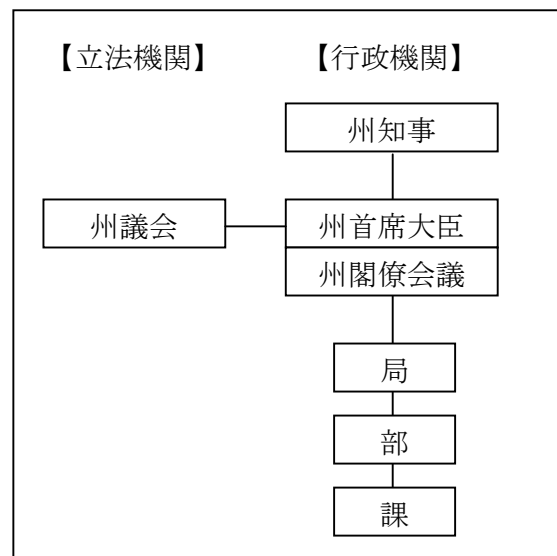 【立法機関】 【行政機関】
州知事
州議会 州首席大臣
州閣僚会議
局
部
課